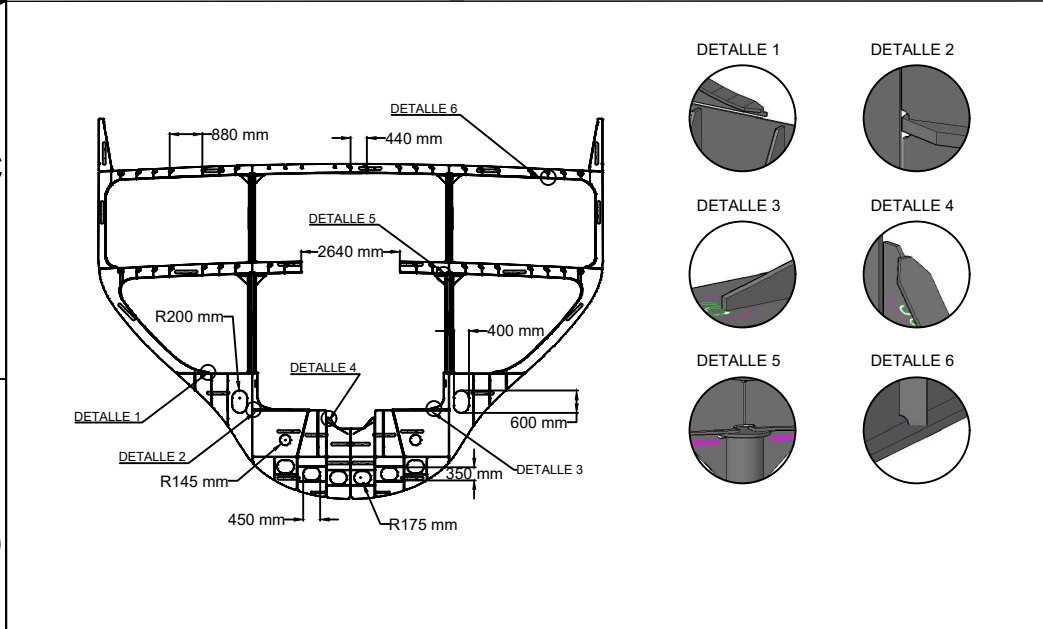 DETALLE 1
DETALLE 2
DETALLE 6
880 mm
440 mm
DETALLE 3
DETALLE 4
DETALLE 5
2640 mm
R200 mm
400 mm
DETALLE 5
DETALLE 6
DETALLE 4
DETALLE 1
600 mm
DETALLE 2
DETALLE 3
R145 mm
350 mm
450 mm
R175 mm